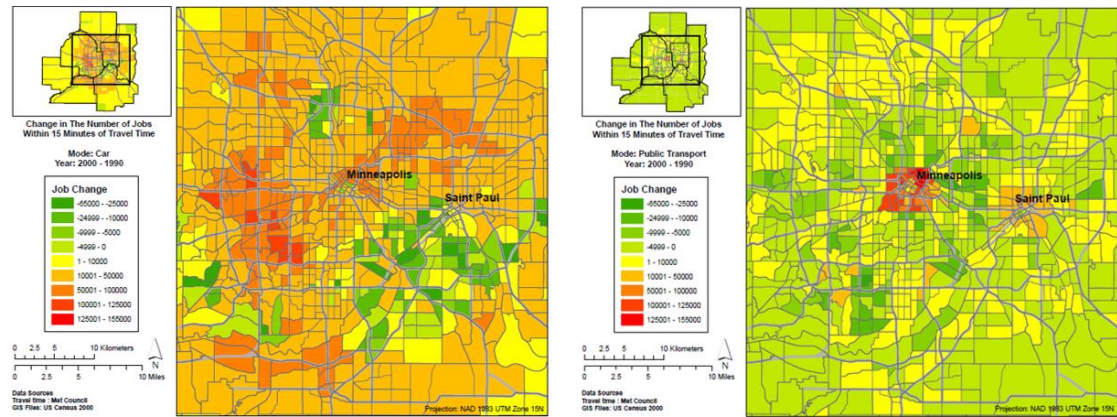 Change in The Number of Jobs
Within 15 Minutes of Travel Time
Mode: Car
Year: 2000 - 1990
Job Change
-65000 - -25000
-24999 - -10000
-9999 - -5000
-4999 - 0
1 - 10000
10001 - 50000
50001 - 100000
100001 - 125000
125001 - 155000
0 2.5 5 10 Kilometers
N
0 2.5 5 10 Miles
Data Sources
Travel time : Met Council
GIS Files: US Census 2000
Minneapolis
Saint Paul
Projection: NAD 1983 UTM Zone 15N
Change in The Number of Jobs
Within 15 Minutes of Travel Time
Mode: Public Transport
Year: 2000 - 1990
Job Change
-65000 - -25000
-24999 - -10000
-9999 - -5000
-4999 - 0
1 - 10000
10001 - 50000
50001 - 100000
100001 - 125000
125001 - 155000
0 2.5 5 10 Kilometers
N
0 2.5 5 10 Miles
Data Sources
Travel time : Met Council
GIS Files: US Census 2000
Minneapolis
Saint Paul
Projection: NAD 1983 UTM Zone 15N